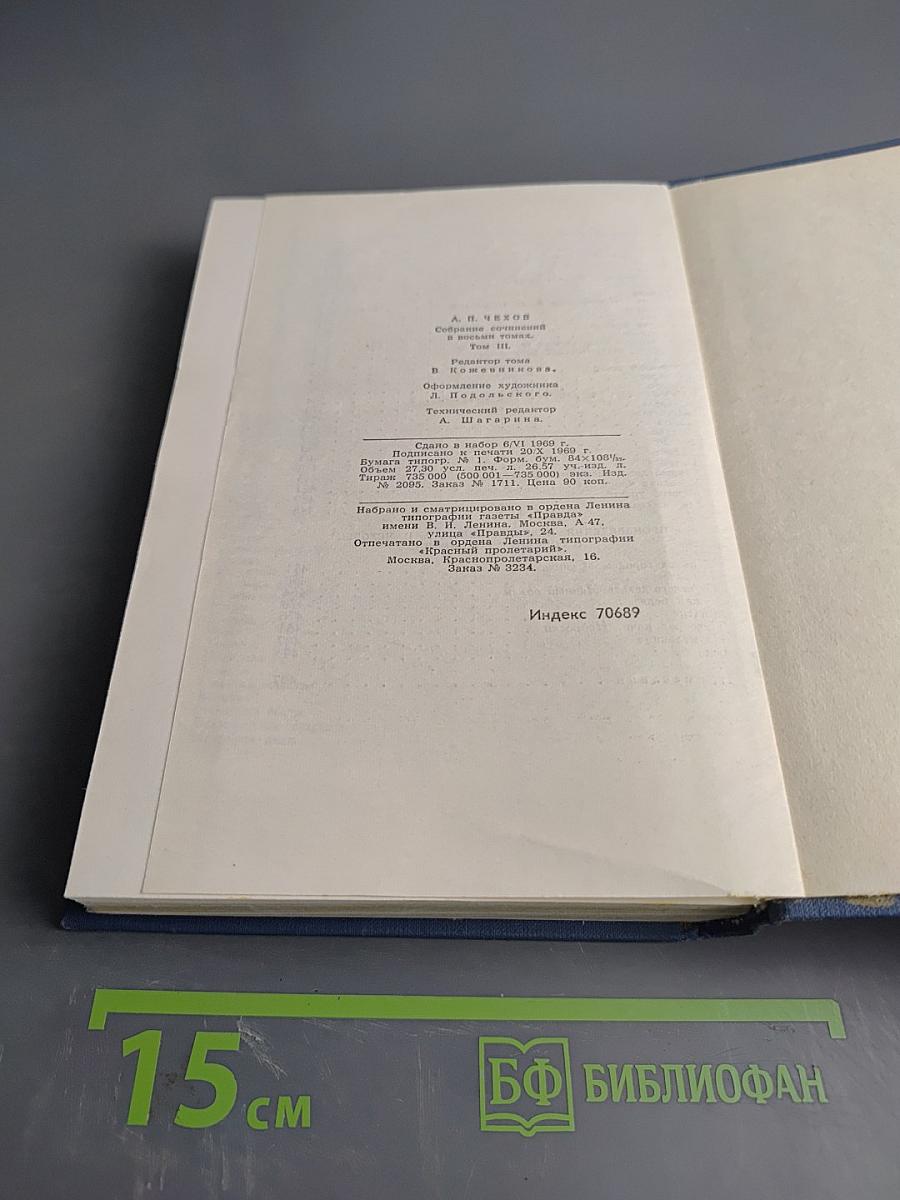 А. П. ЧЕХОВ
Собрание сочинений
в восьми томах.
Том III.
Редактор тома
В. Кожевникова.
Оформление художника
Л. Подольского.
Технический редактор
А. Шагарина.
Сдано в набор 6/VI 1969 г.
Подписано к печати 20/X 1969 г.
Бумага типогр. № 1. Форм. бум. 84×108¹/₃₂.
Объем 27,30 усл. печ. л. 26,57 уч.-изд. л.
Тираж 735 000 (500 001—735 000) экз. Изд.
№ 2095. Заказ № 1711. Цена 90 коп.
Набрано и сматрицировано в ордена Ленина
типографии газеты «Правда»
имени В. И. Ленина. Москва, А-47,
улица «Правды», 24.
Отпечатано в ордена Ленина типографии
«Красный пролетарий».
Москва, Краснопролетарская, 16.
Заказ № 3234.
Индекс 70689
15 см
БФ БИБЛИОФАН